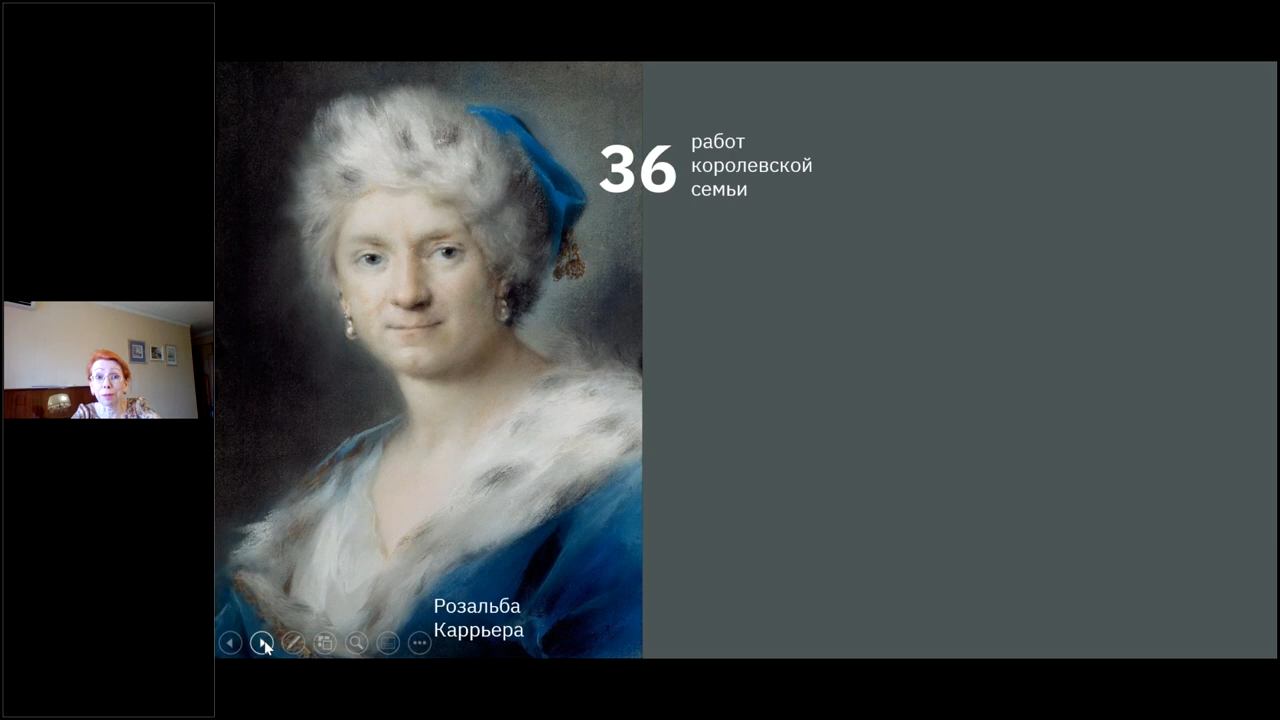 36
работ
королевской
семьи
Розальба
Каррьера